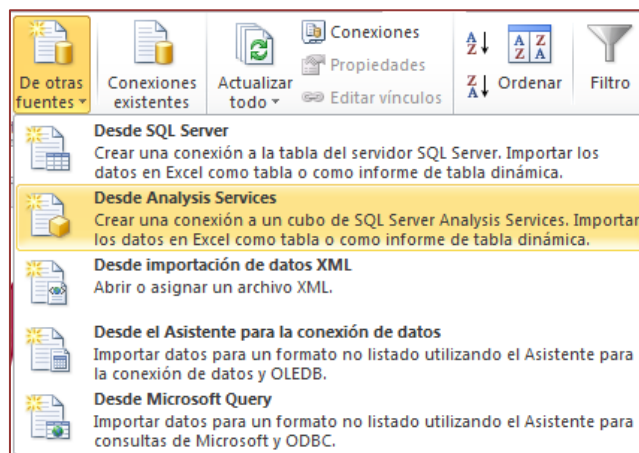 De otras fuentes
Conexiones existentes
Actualizar todo
Conexiones
Propiedades
Editar vínculos
A
Z
Z
A
A Z
Z A
Ordenar
Filtro
Desde SQL Server
Crear una conexión a la tabla del servidor SQL Server. Importar los
datos en Excel como tabla o como informe de tabla dinámica.
Desde Analysis Services
Crear una conexión a un cubo de SQL Server Analysis Services. Importar
los datos en Excel como tabla o como informe de tabla dinámica.
Desde importación de datos XML
Abrir o asignar un archivo XML.
Desde el Asistente para la conexión de datos
Importar datos para un formato no listado utilizando el Asistente para
la conexión de datos y OLEDB.
Desde Microsoft Query
Importar datos para un formato no listado utilizando el Asistente para
consultas de Microsoft y ODBC.